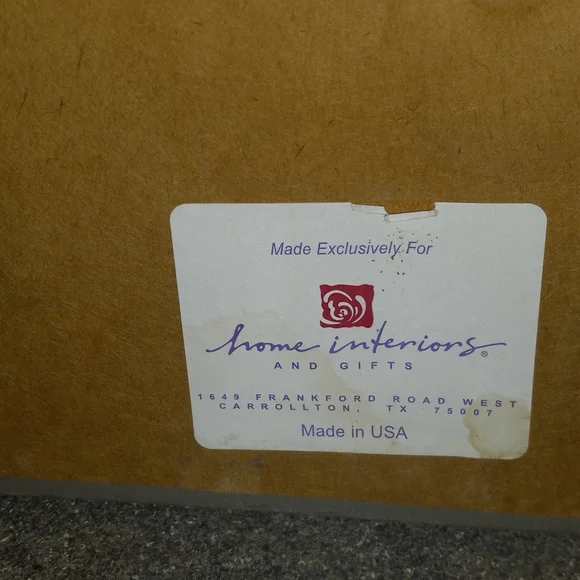 Made Exclusively For
home interiors®
AND GIFTS
1649 FRANKFORD ROAD WEST
CARROLLTON, TX 75007
Made in USA